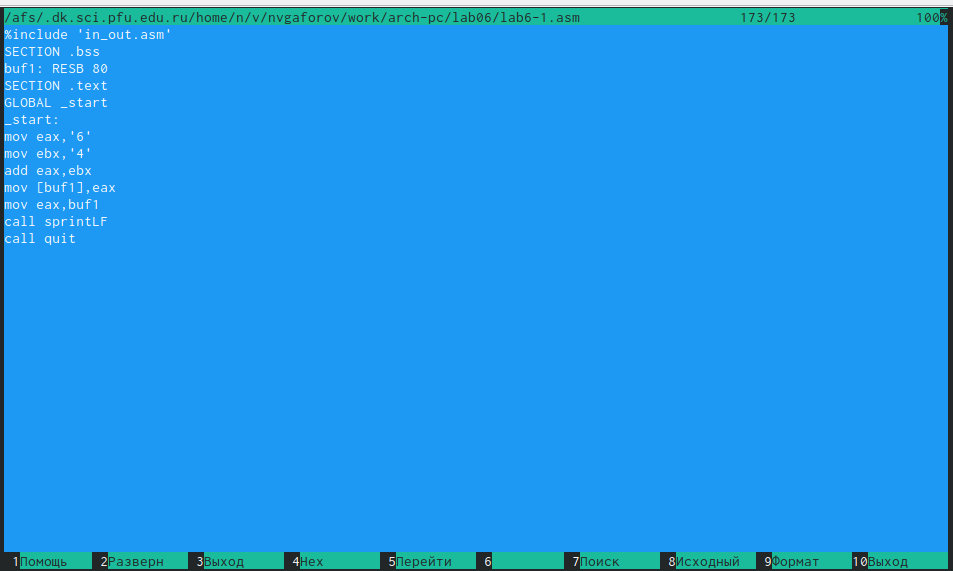 /afs/.dk.sci.pfu.edu.ru/home/n/v/nvgaforov/work/arch-pc/lab06/lab6-1.asm 173/173 100%
%include 'in_out.asm'
SECTION .bss
buf1: RESB 80
SECTION .text
GLOBAL _start
_start:
mov eax,'6'
mov ebx,'4'
add eax,ebx
mov [buf1],eax
mov eax,buf1
call sprintLF
call quit
1Помощь 2Разверн 3Выход 4Hex 5Перейти 6 7Поиск 8Исходный 9Формат 10Выход